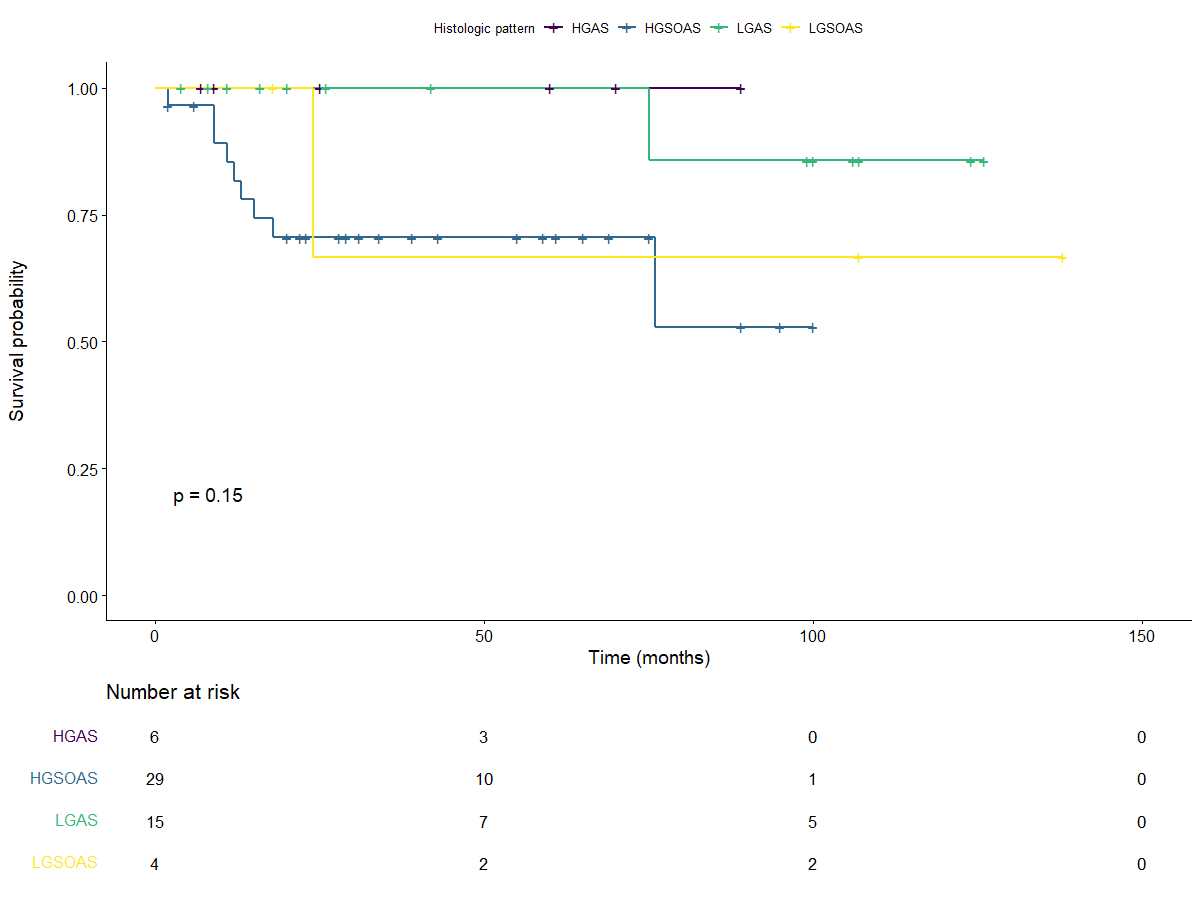 Histologic pattern HGAS HGSOAS LGAS LGSOAS
1.00
0.75
0.50
0.25
0.00
Survival probability
p = 0.15
0 50 100 150
Time (months)
Number at risk
HGAS 6 3 0 0
HGSOAS 29 10 1 0
LGAS 15 7 5 0
LGSOAS 4 2 2 0